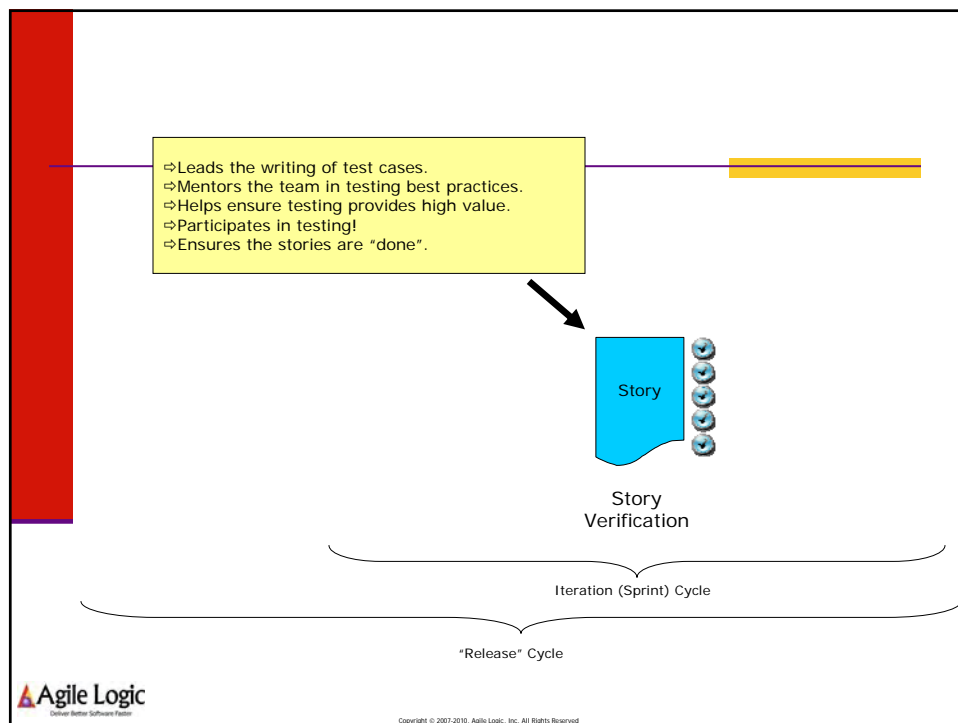 ⇨Leads the writing of test cases.
⇨Mentors the team in testing best practices.
⇨Helps ensure testing provides high value.
⇨Participates in testing!
⇨Ensures the stories are “done”.
Story
Story
Verification
Iteration (Sprint) Cycle
“Release” Cycle
Agile Logic
Deliver Better Software Faster
Copyright © 2007-2010, Agile Logic, Inc. All Rights Reserved